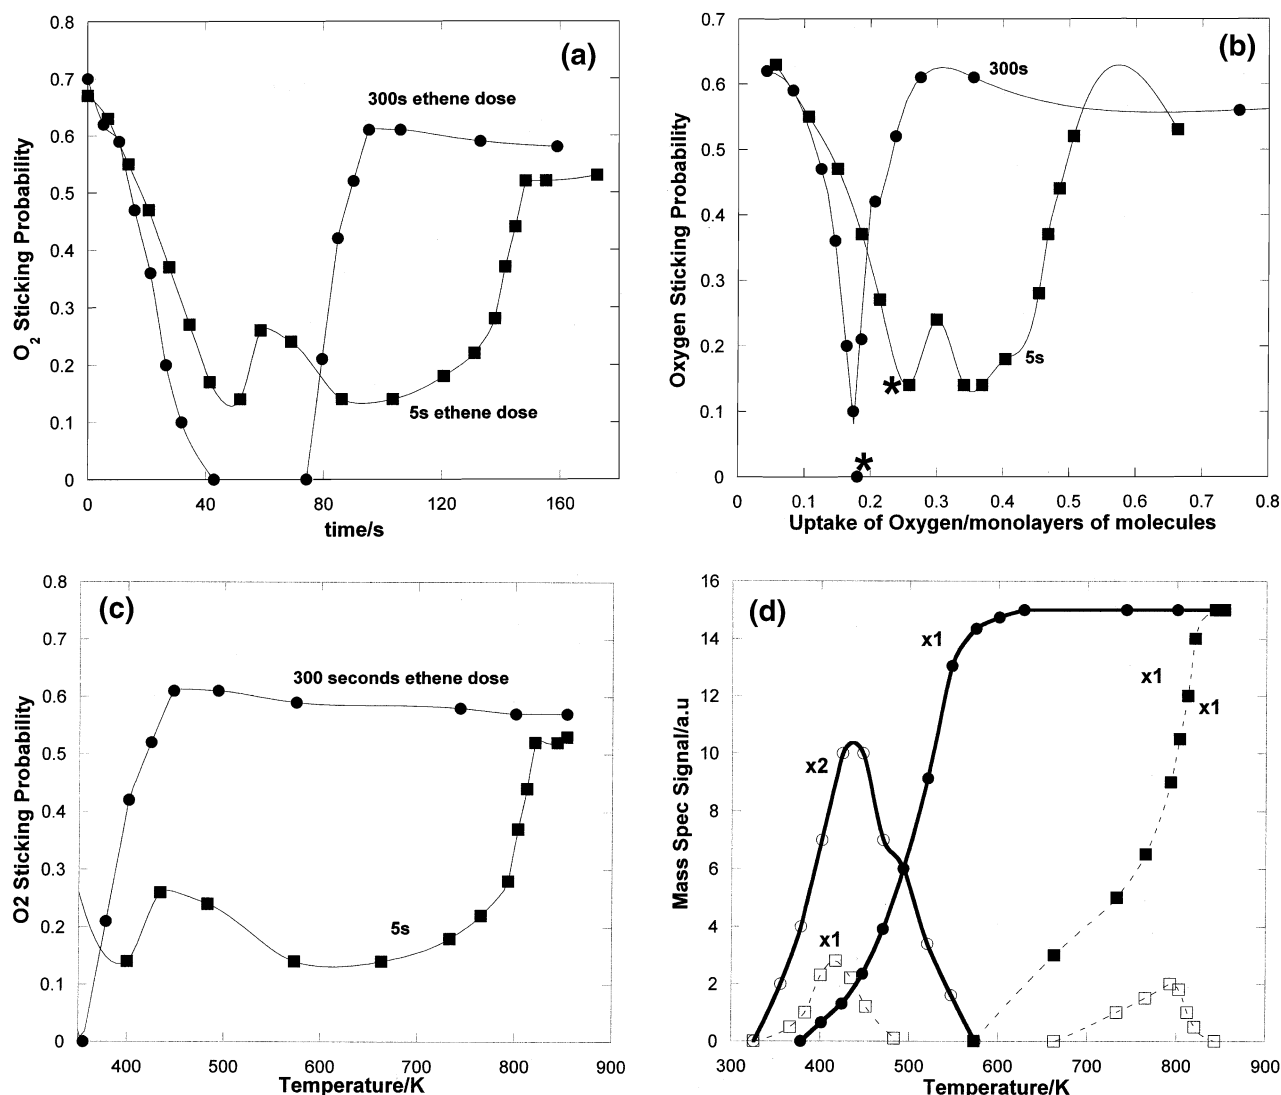 (a)
0.8
0.7
0.6
0.5
0.4
0.3
0.2
0.1
0
O2 Sticking Probability
300s ethene dose
5s ethene dose
0 40 80 120 160
time/s
(b)
0.7
0.6
0.5
0.4
0.3
0.2
0.1
0
Oxygen Sticking Probability
300s
5s
*
*
0 0.1 0.2 0.3 0.4 0.5 0.6 0.7 0.8
Uptake of Oxygen/monolayers of molecules
(c)
0.8
0.7
0.6
0.5
0.4
0.3
0.2
0.1
0
O2 Sticking Probability
300 seconds ethene dose
5s
400 500 600 700 800 900
Temperature/K
(d)
16
14
12
10
8
6
4
2
0
Mass Spec Signal/a.u
x1
x1
x1
x2
x1
300 400 500 600 700 800 900
Temperature/K